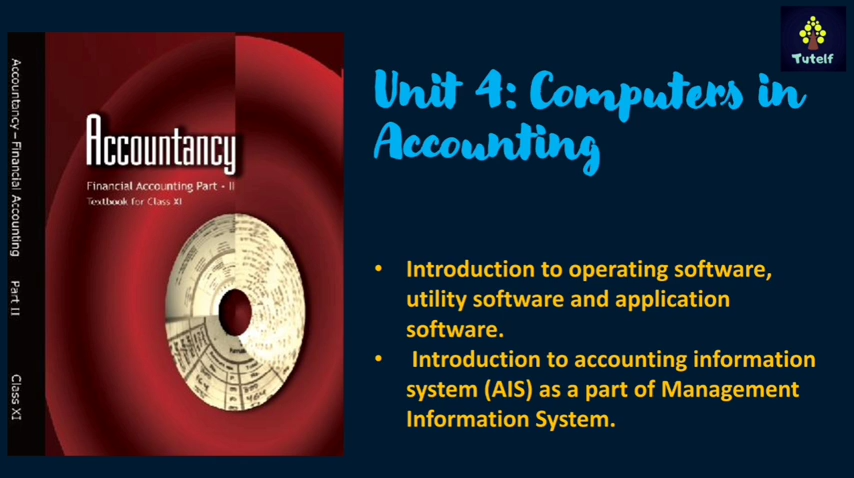 Tutelf
Unit 4: Computers in
Accounting
Accountancy – Financial Accounting Part II Class XI
Accountancy
Financial Accounting Part - II
Textbook for Class XI
• Introduction to operating software,
utility software and application
software.
• Introduction to accounting information
system (AIS) as a part of Management
Information System.